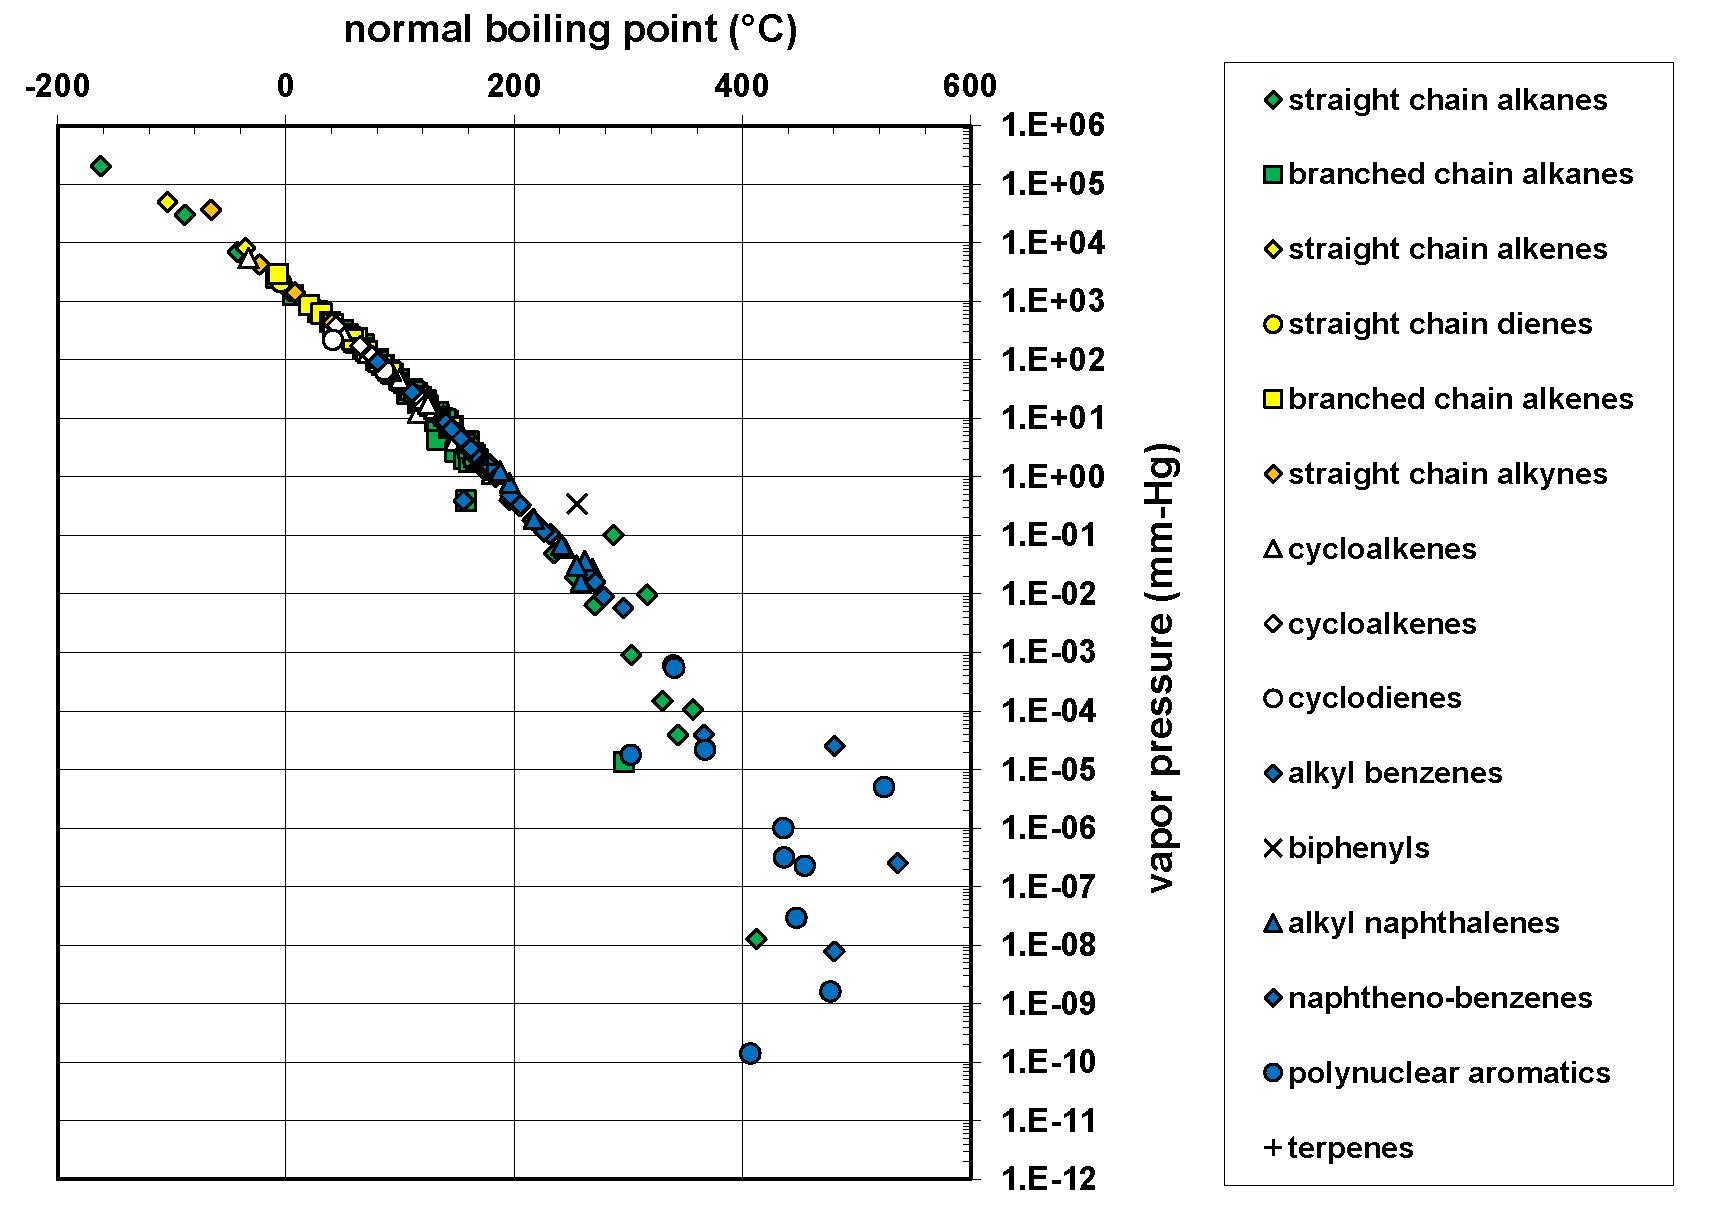 normal boiling point (°C)
-200 0 200 400 600
1.E+06
1.E+05
1.E+04
1.E+03
1.E+02
1.E+01
1.E+00
1.E-01
1.E-02
1.E-03
1.E-04
1.E-05
1.E-06
1.E-07
1.E-08
1.E-09
1.E-10
1.E-11
1.E-12
vapor pressure (mm-Hg)
straight chain alkanes
branched chain alkanes
straight chain alkenes
straight chain dienes
branched chain alkenes
straight chain alkynes
cycloalkenes
cycloalkenes
cyclodienes
alkyl benzenes
biphenyls
alkyl naphthalenes
naphtheno-benzenes
polynuclear aromatics
terpenes